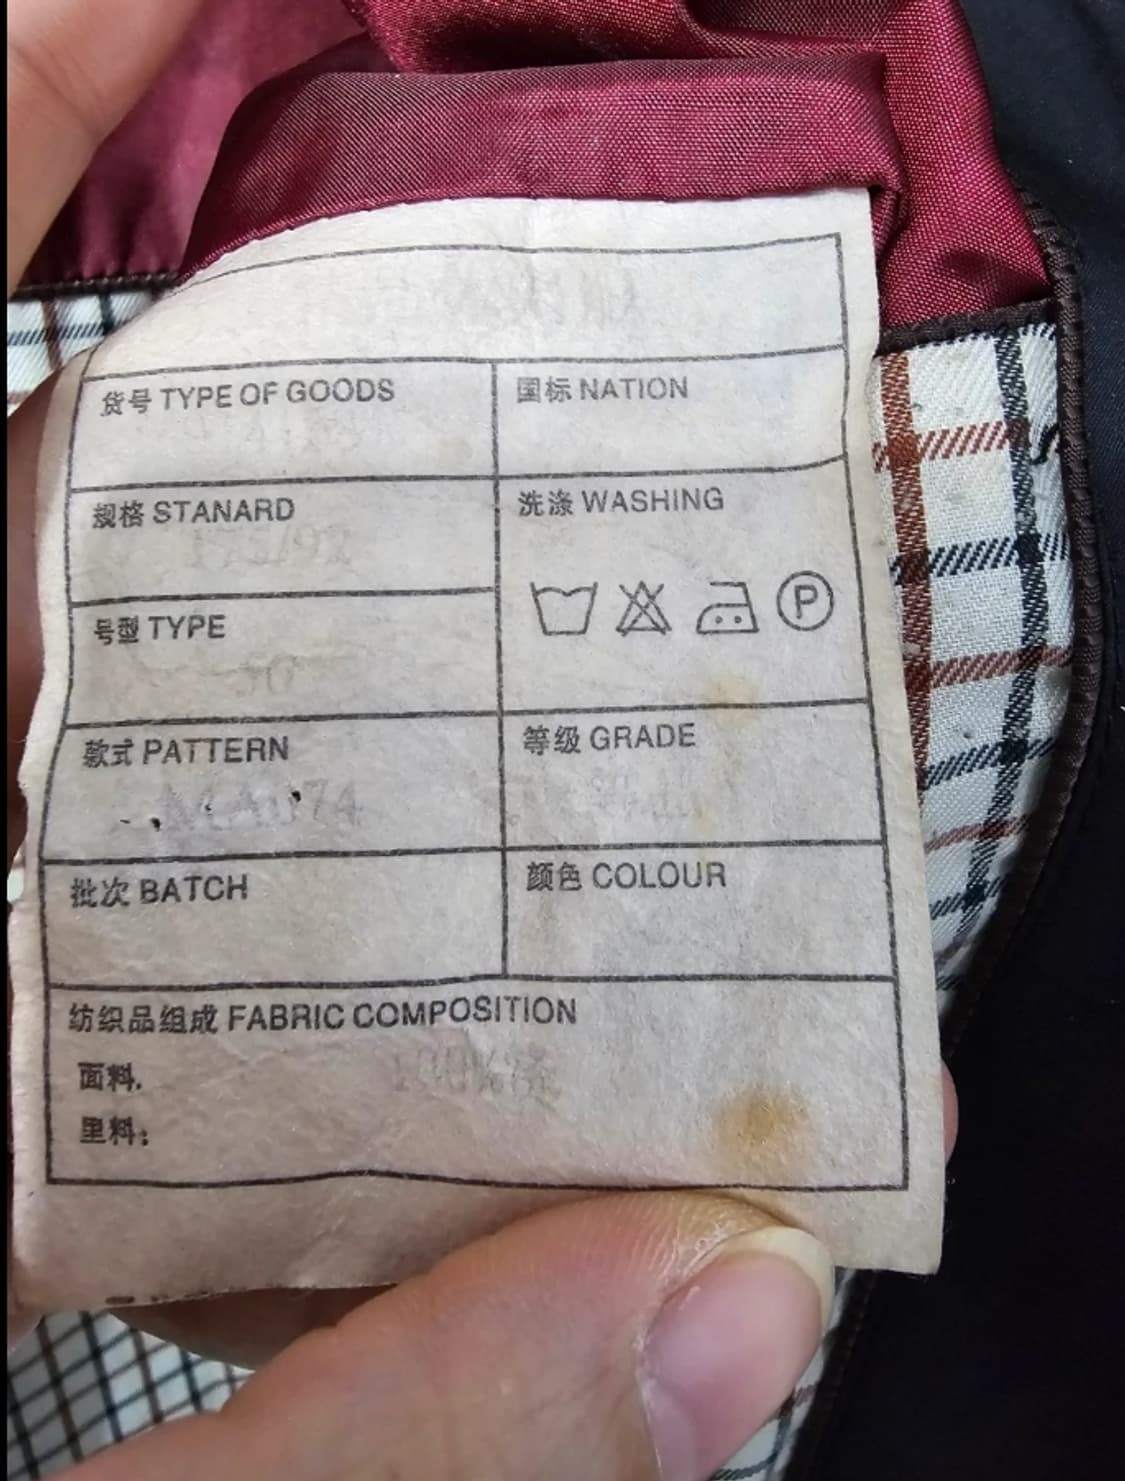 货号 TYPE OF GOODS
国标 NATION
规格 STANARD
洗涤 WASHING
P
号型 TYPE
款式 PATTERN
等级 GRADE
批次 BATCH
颜色 COLOUR
纺织品组成 FABRIC COMPOSITION
面料.
里料: